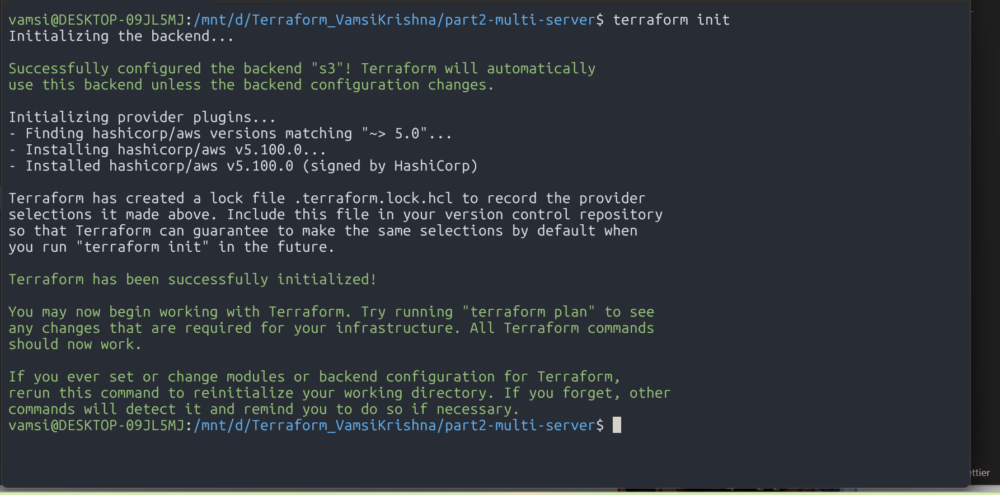 vamsi@DESKTOP-09JL5MJ:/mnt/d/Terraform_VamsiKrishna/part2-multi-server$ terraform init
Initializing the backend...
Successfully configured the backend "s3"! Terraform will automatically
use this backend unless the backend configuration changes.
Initializing provider plugins...
- Finding hashicorp/aws versions matching "~> 5.0"...
- Installing hashicorp/aws v5.100.0...
- Installed hashicorp/aws v5.100.0 (signed by HashiCorp)
Terraform has created a lock file .terraform.lock.hcl to record the provider
selections it made above. Include this file in your version control repository
so that Terraform can guarantee to make the same selections by default when
you run "terraform init" in the future.
Terraform has been successfully initialized!
You may now begin working with Terraform. Try running "terraform plan" to see
any changes that are required for your infrastructure. All Terraform commands
should now work.
If you ever set or change modules or backend configuration for Terraform,
rerun this command to reinitialize your working directory. If you forget, other
commands will detect it and remind you to do so if necessary.
vamsi@DESKTOP-09JL5MJ:/mnt/d/Terraform_VamsiKrishna/part2-multi-server$